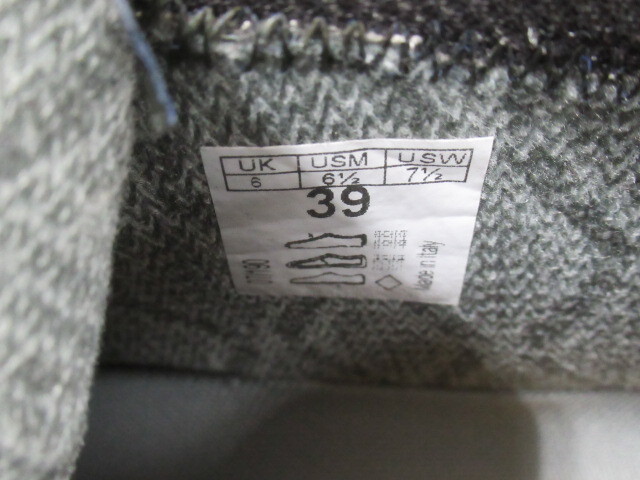 UK USM USW
6 6½ 7½
39
Made in Italy